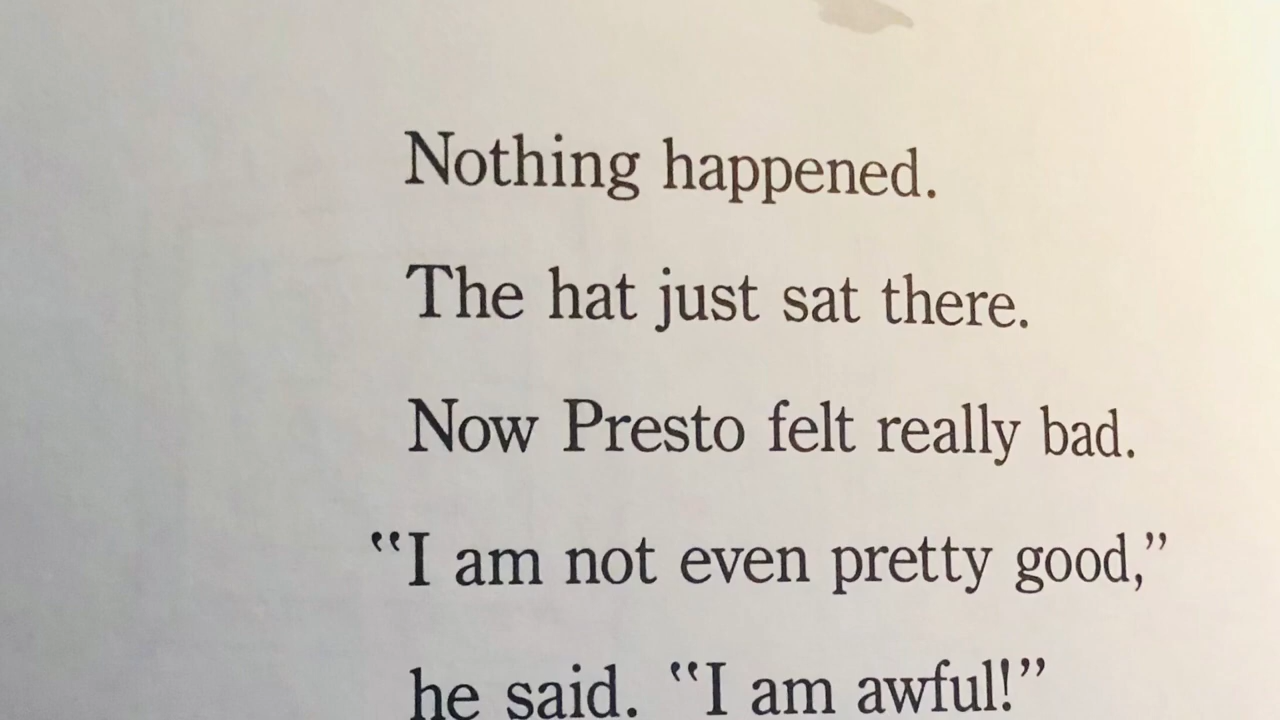 Nothing happened.
The hat just sat there.
Now Presto felt really bad.
“I am not even pretty good,”
he said. “I am awful!”